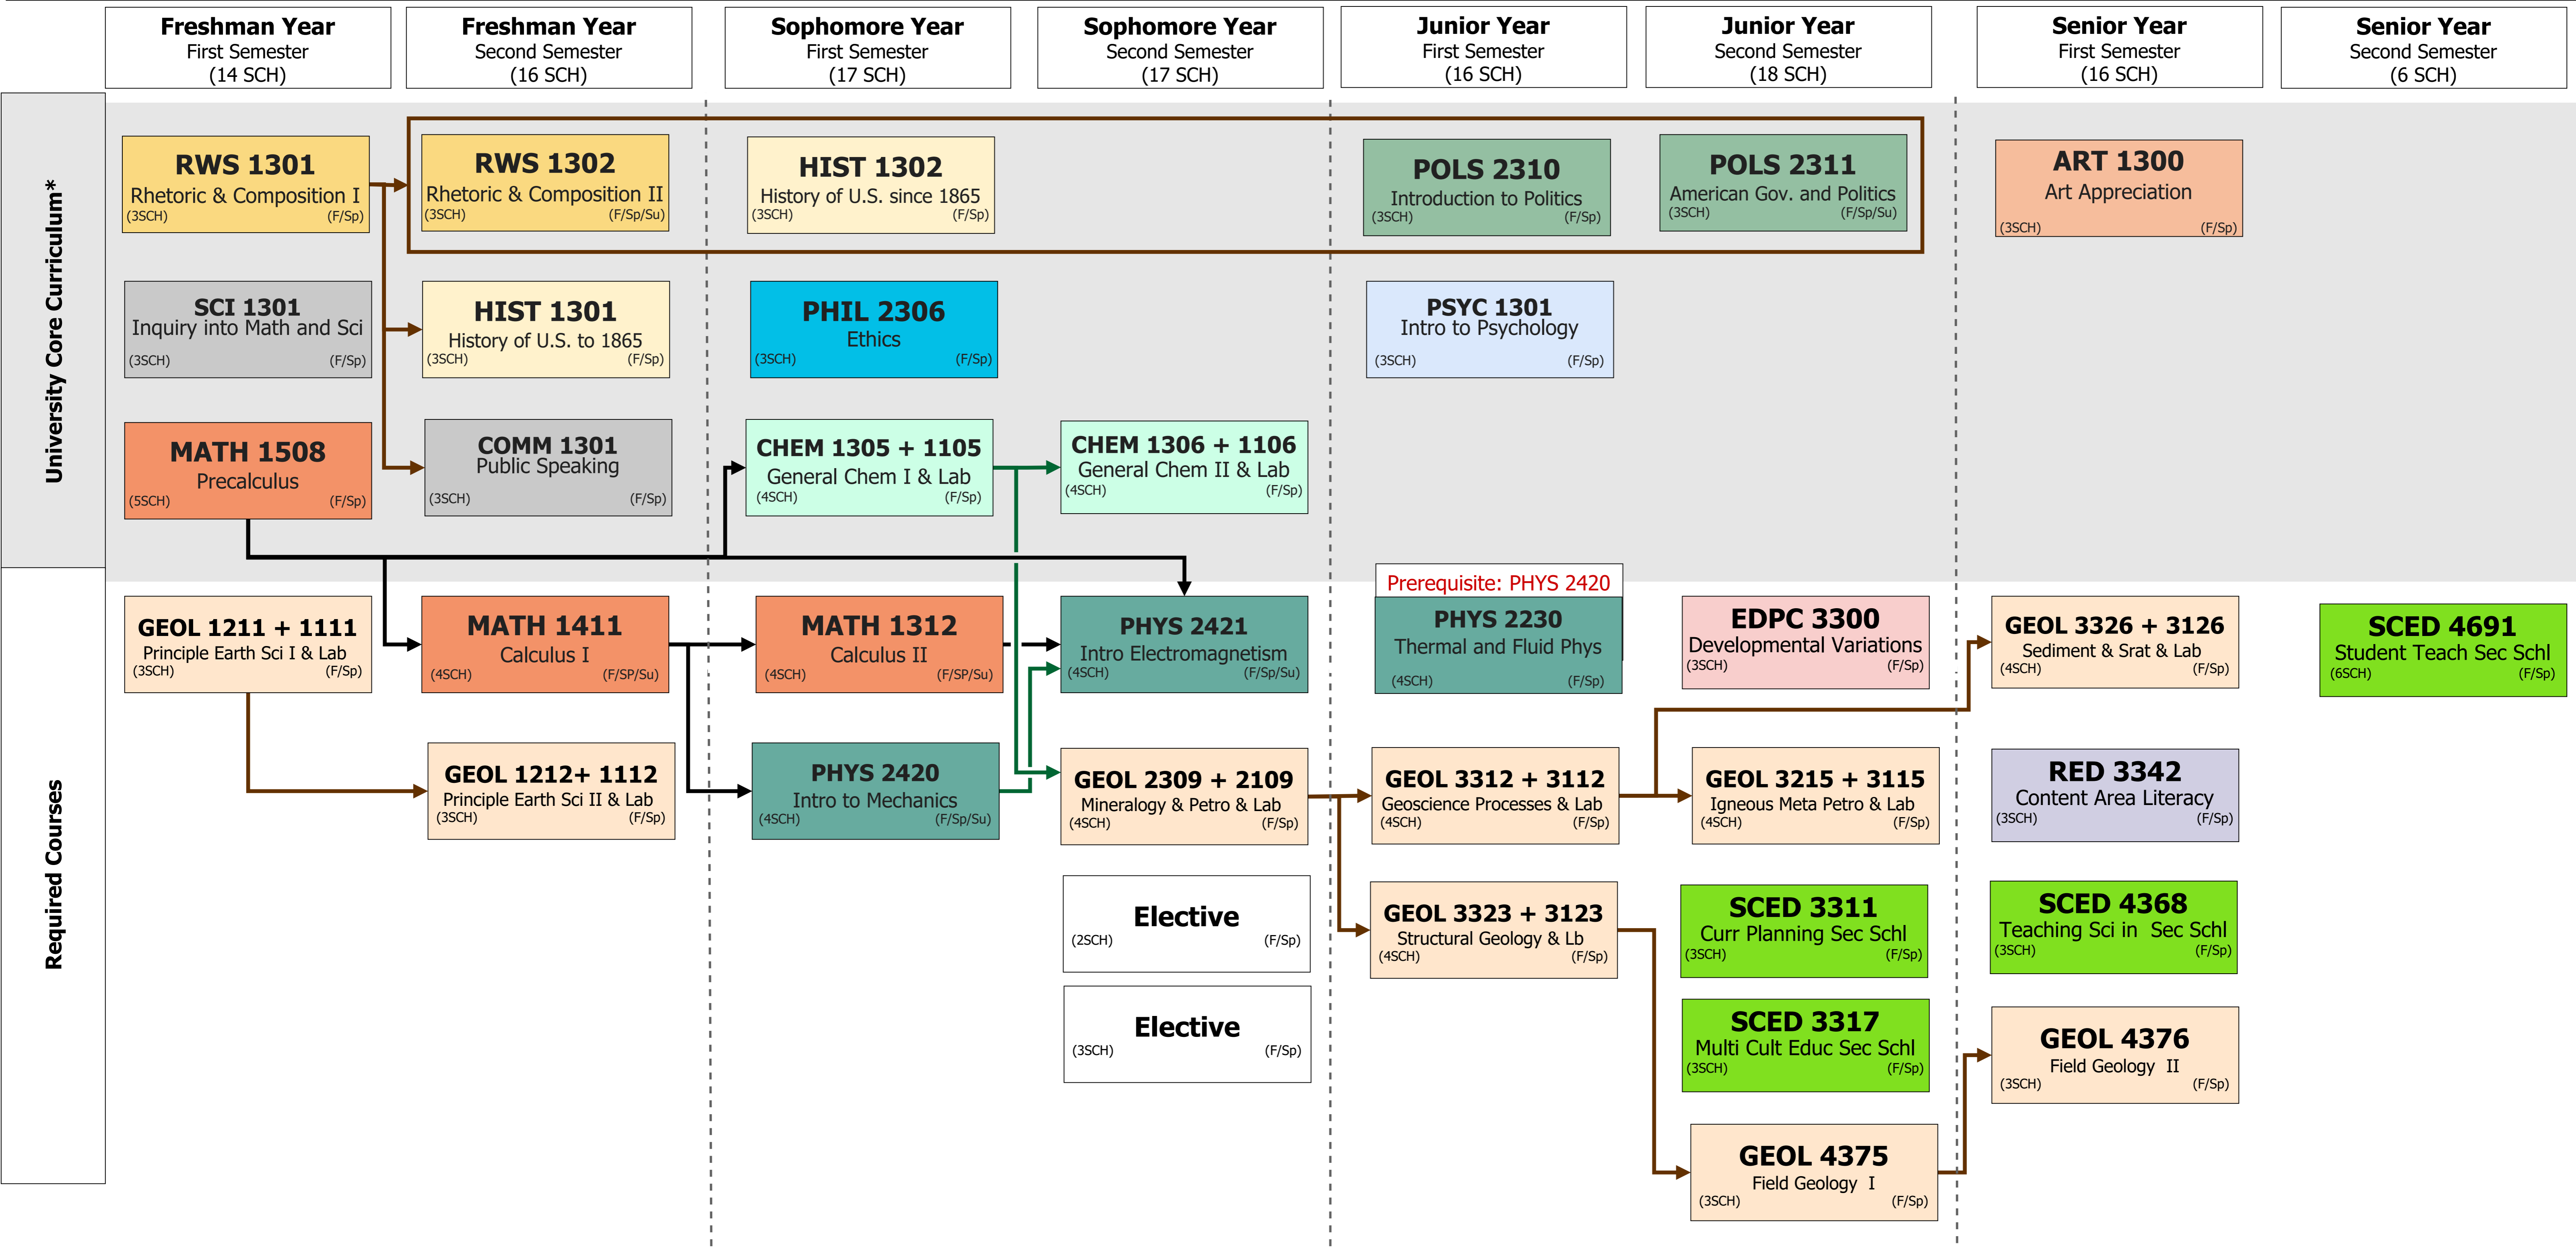 Freshman Year
First Semester
(14 SCH)
Freshman Year
Second Semester
(16 SCH)
Sophomore Year
First Semester
(17 SCH)
Sophomore Year
Second Semester
(17 SCH)
Junior Year
First Semester
(16 SCH)
Junior Year
Second Semester
(18 SCH)
Senior Year
First Semester
(16 SCH)
Senior Year
Second Semester
(6 SCH)
University Core Curriculum*
RWS 1301
Rhetoric & Composition I
(3SCH) (F/Sp)
RWS 1302
Rhetoric & Composition II
(3SCH) (F/Sp/Su)
HIST 1302
History of U.S. since 1865
(3SCH) (F/Sp)
POLS 2310
Introduction to Politics
(3SCH) (F/Sp)
POLS 2311
American Gov. and Politics
(3SCH) (F/Sp/Su)
ART 1300
Art Appreciation
(3SCH) (F/Sp)
SCI 1301
Inquiry into Math and Sci
(3SCH) (F/Sp)
HIST 1301
History of U.S. to 1865
(3SCH) (F/Sp)
PHIL 2306
Ethics
(3SCH) (F/Sp)
PSYC 1301
Intro to Psychology
(3SCH) (F/Sp)
MATH 1508
Precalculus
(5SCH) (F/Sp)
COMM 1301
Public Speaking
(3SCH) (F/Sp)
CHEM 1305 + 1105
General Chem I & Lab
(4SCH) (F/Sp)
CHEM 1306 + 1106
General Chem II & Lab
(4SCH) (F/Sp)
Required Courses
GEOL 1211 + 1111
Principle Earth Sci I & Lab
(3SCH) (F/Sp)
MATH 1411
Calculus I
(4SCH) (F/SP/Su)
MATH 1312
Calculus II
(4SCH) (F/SP/Su)
PHYS 2421
Intro Electromagnetism
(4SCH) (F/Sp/Su)
Prerequisite: PHYS 2420
PHYS 2230
Thermal and Fluid Phys
(4SCH) (F/Sp)
EDPC 3300
Developmental Variations
(3SCH) (F/Sp)
GEOL 3326 + 3126
Sediment & Srat & Lab
(4SCH) (F/Sp)
SCED 4691
Student Teach Sec Schl
(6SCH) (F/Sp)
GEOL 1212+ 1112
Principle Earth Sci II & Lab
(3SCH) (F/Sp)
PHYS 2420
Intro to Mechanics
(4SCH) (F/Sp/Su)
GEOL 2309 + 2109
Mineralogy & Petro & Lab
(4SCH) (F/Sp)
GEOL 3312 + 3112
Geoscience Processes & Lab
(4SCH) (F/Sp)
GEOL 3215 + 3115
Igneous Meta Petro & Lab
(4SCH) (F/Sp)
RED 3342
Content Area Literacy
(3SCH) (F/Sp)
Elective
(2SCH) (F/Sp)
GEOL 3323 + 3123
Structural Geology & Lb
(4SCH) (F/Sp)
SCED 3311
Curr Planning Sec Schl
(3SCH) (F/Sp)
SCED 4368
Teaching Sci in Sec Schl
(3SCH) (F/Sp)
Elective
(3SCH) (F/Sp)
SCED 3317
Multi Cult Educ Sec Schl
(3SCH) (F/Sp)
GEOL 4376
Field Geology II
(3SCH) (F/Sp)
GEOL 4375
Field Geology I
(3SCH) (F/Sp)